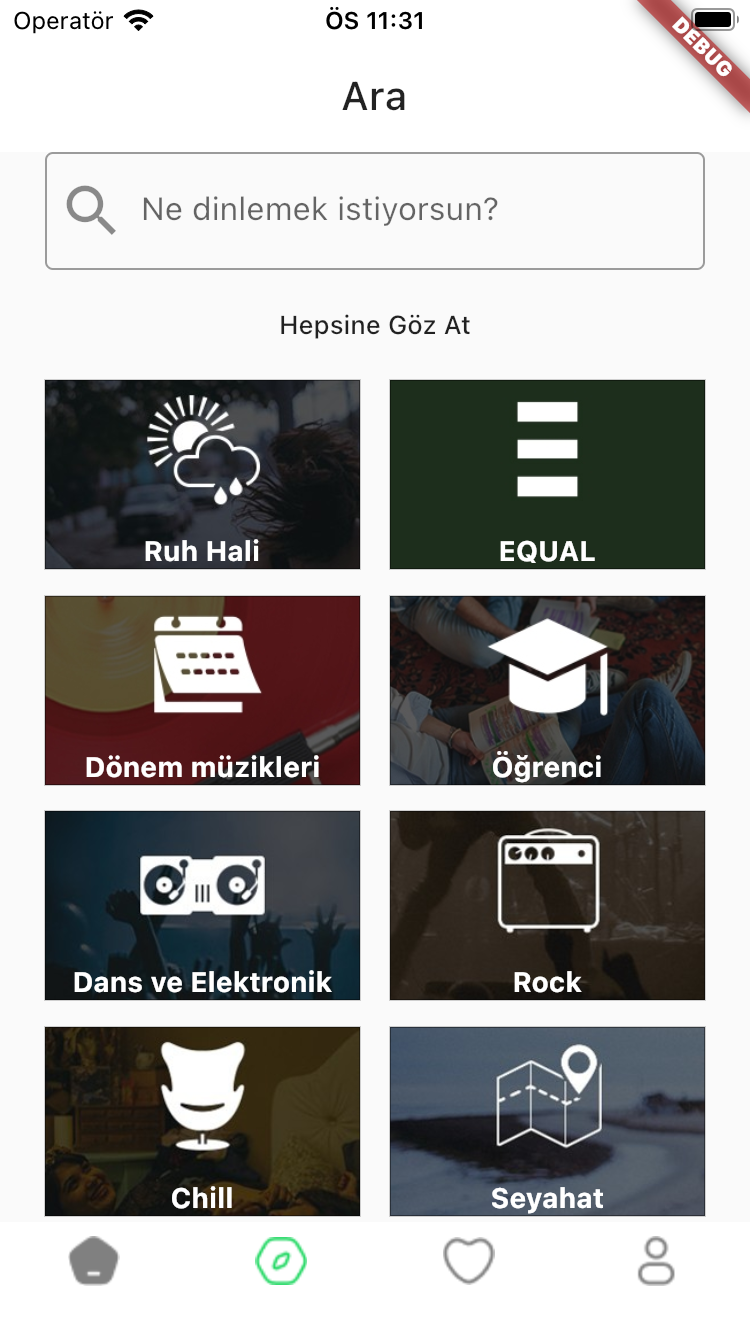 Operatör
ÖS 11:31
DEBUG
Ara
Ne dinlemek istiyorsun?
Hepsine Göz At
Ruh Hali
EQUAL
Dönem müzikleri
Öğrenci
Dans ve Elektronik
Rock
Chill
Seyahat